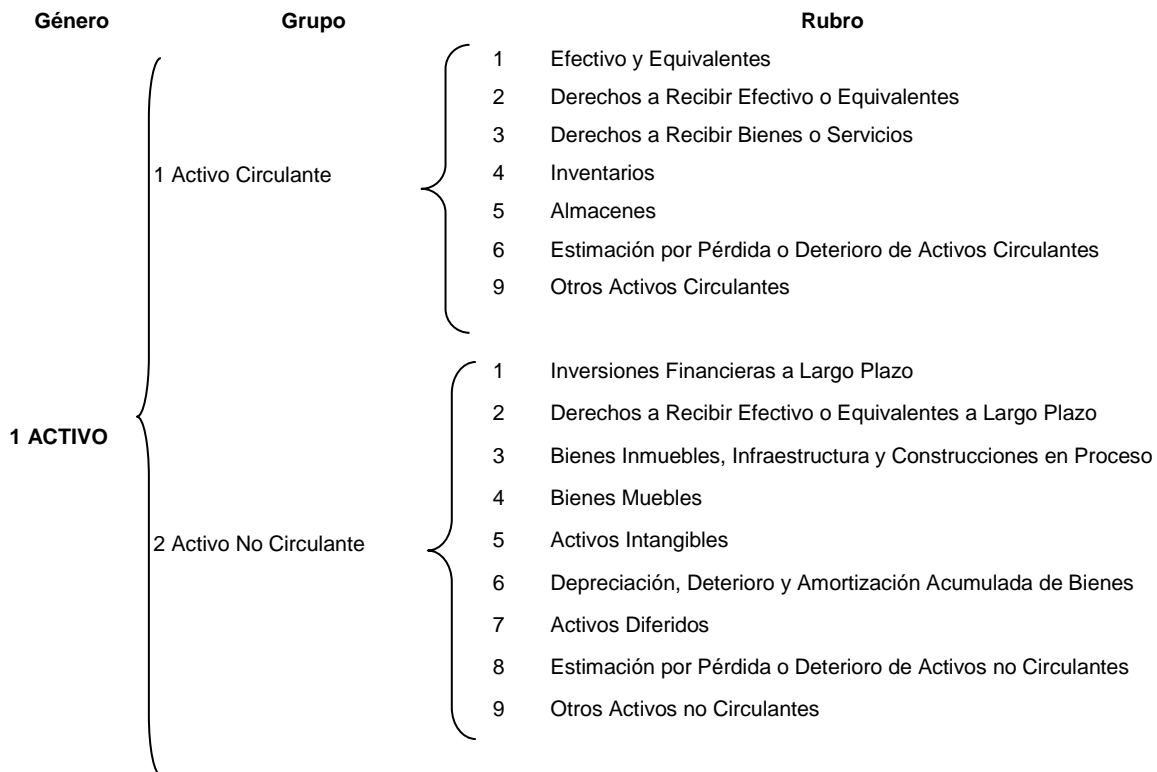 Género Grupo Rubro
1 Efectivo y Equivalentes
2 Derechos a Recibir Efectivo o Equivalentes
3 Derechos a Recibir Bienes o Servicios
1 Activo Circulante
4 Inventarios
5 Almacenes
6 Estimación por Pérdida o Deterioro de Activos Circulantes
9 Otros Activos Circulantes
1 Inversiones Financieras a Largo Plazo
2 Derechos a Recibir Efectivo o Equivalentes a Largo Plazo
1 ACTIVO
3 Bienes Inmuebles, Infraestructura y Construcciones en Proceso
4 Bienes Muebles
2 Activo No Circulante
5 Activos Intangibles
6 Depreciación, Deterioro y Amortización Acumulada de Bienes
7 Activos Diferidos
8 Estimación por Pérdida o Deterioro de Activos no Circulantes
9 Otros Activos no Circulantes